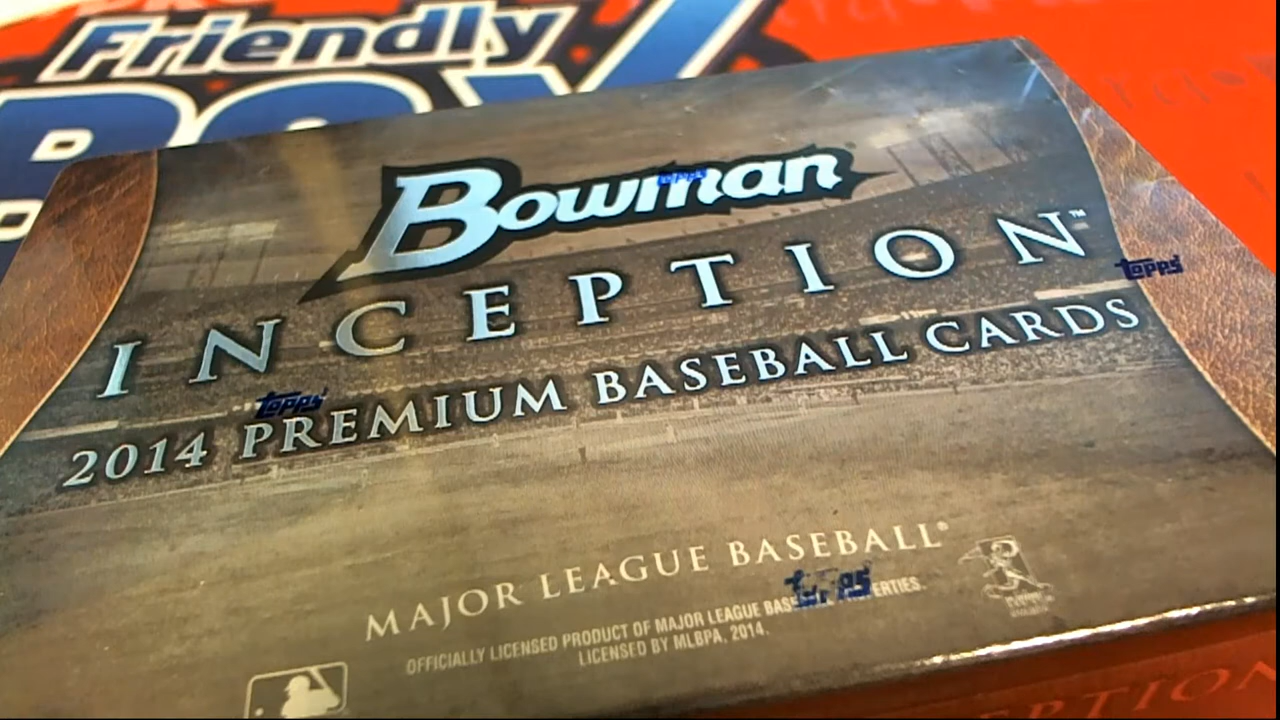 Friendly
Bowman
INCEPTION™
2014 PREMIUM BASEBALL CARDS
topps
topps
topps
topps
MAJOR LEAGUE BASEBALL®
OFFICIALLY LICENSED PRODUCT OF MAJOR LEAGUE
LICENSED BY MLBPA, 2014.